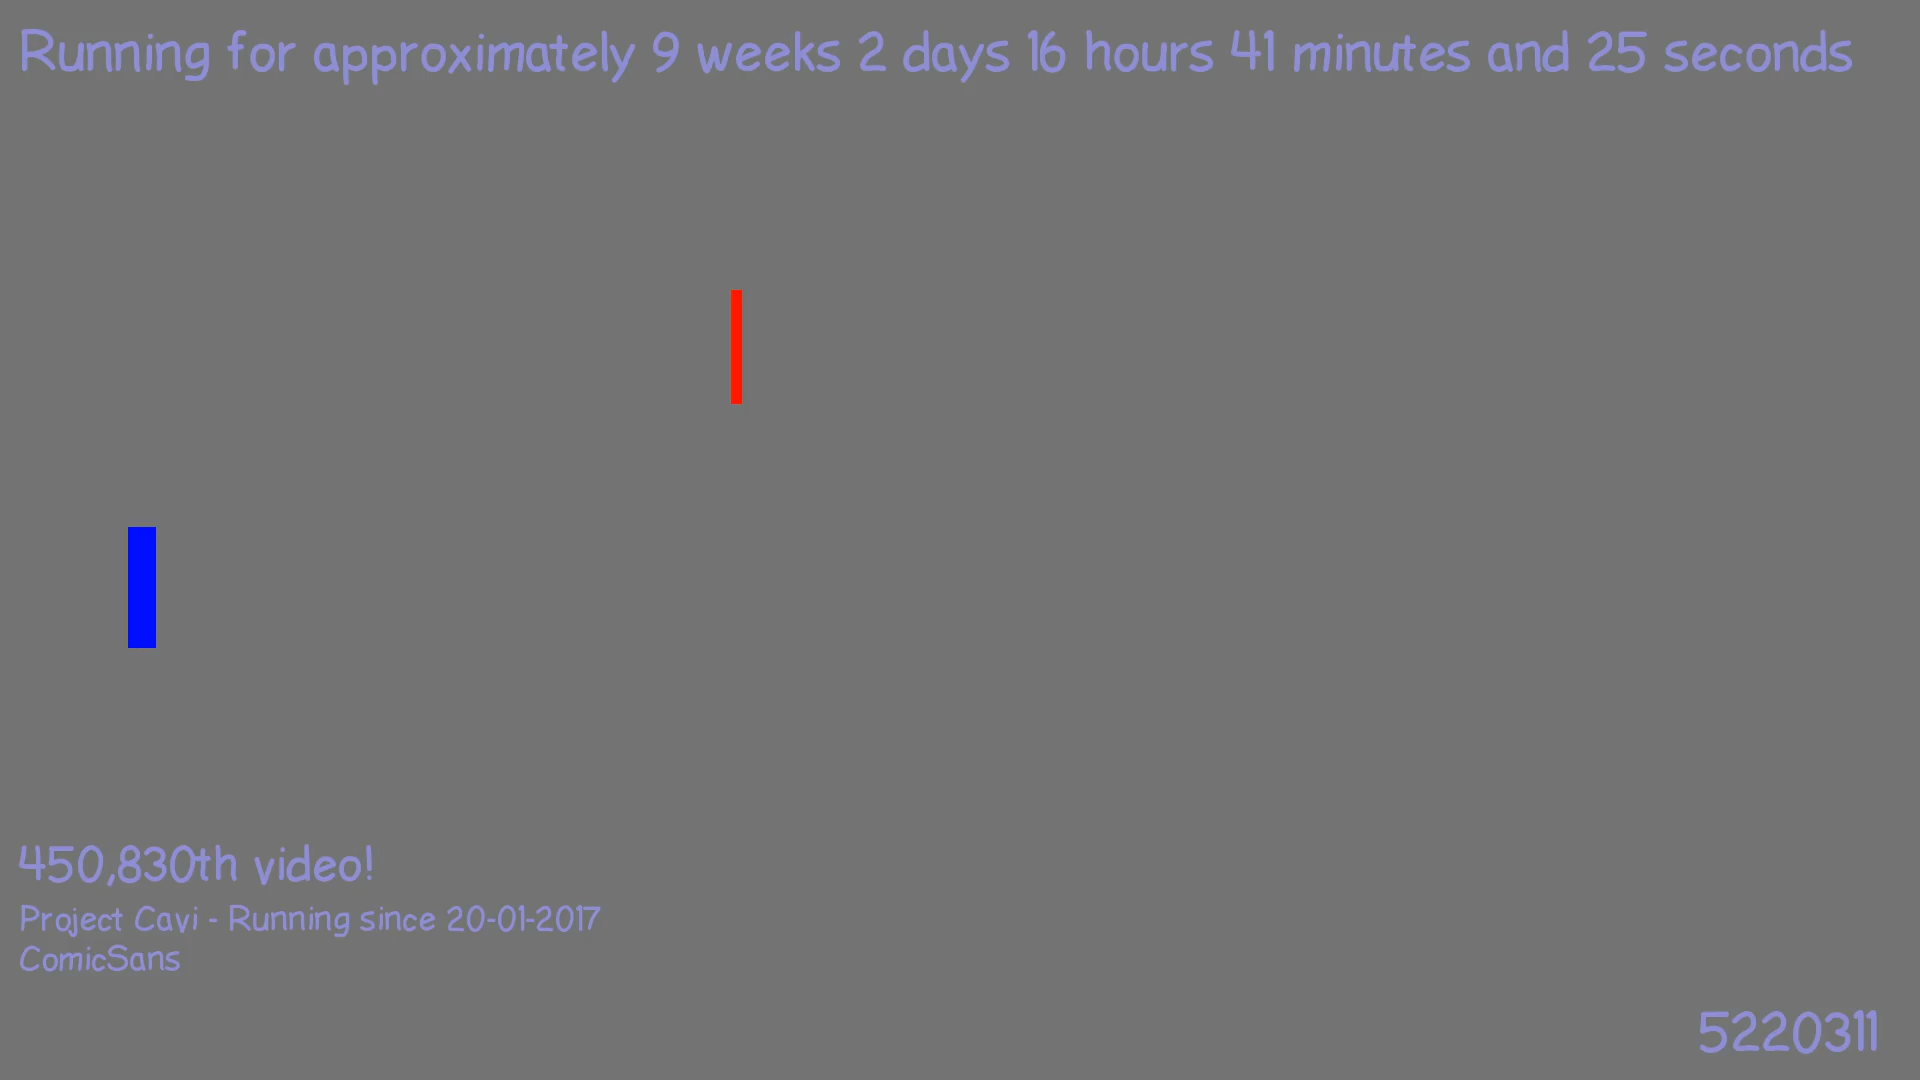 Running for approximately 9 weeks 2 days 16 hours 41 minutes and 25 seconds
450,830th video!
Project Cavi - Running since 20-01-2017
ComicSans
5220311